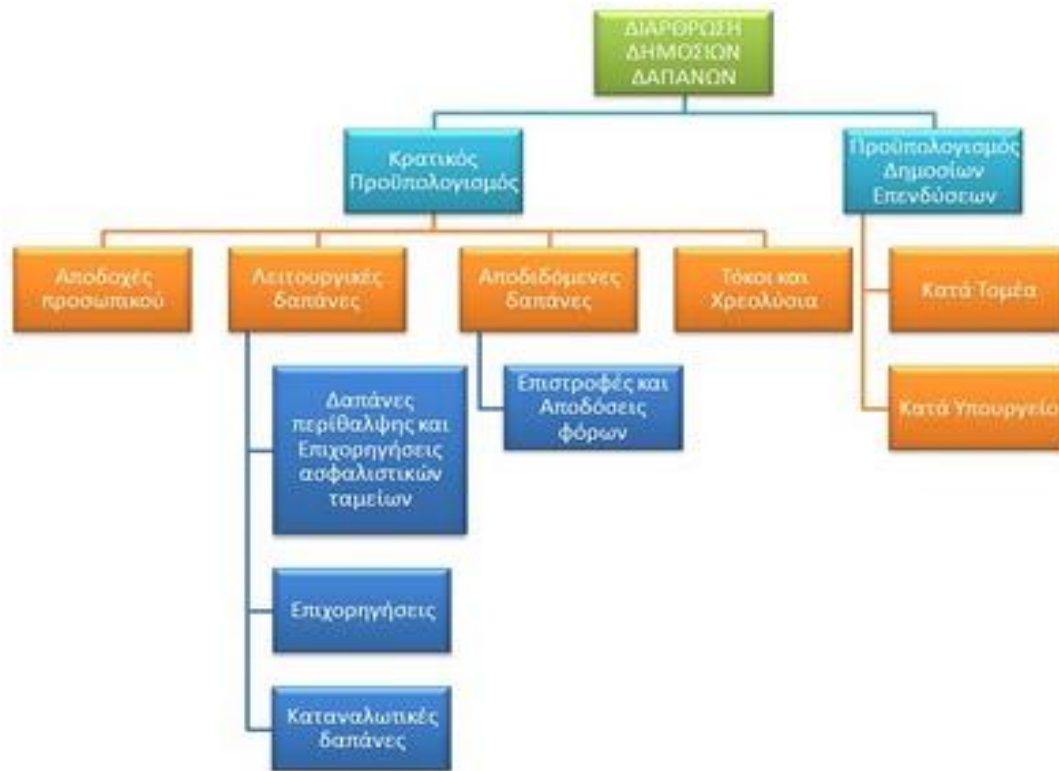 ΔΙΑΡΘΡΩΣΗ
ΔΗΜΟΣΙΩΝ
ΔΑΠΑΝΩΝ
Κρατικός
Προϋπολογισμός
Προϋπολογισμός
Δημοσίων
Επενδύσεων
Αποδοχές
προσωπικού
Λειτουργικές
δαπάνες
Αποδιδόμενες
δαπάνες
Τόκοι και
Χρεολύσια
Κατά Τομέα
Κατά Υπουργείο
Δαπάνες
περίθαλψης και
Επιχορηγήσεις
ασφαλιστικών
ταμείων
Επιστροφές και
Αποδόσεις
φόρων
Επιχορηγήσεις
Καταναλωτικές
δαπάνες